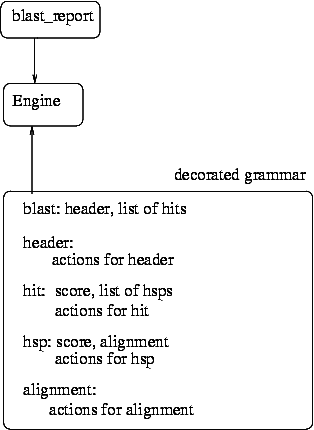 blast_report
Engine
decorated grammar
blast: header, list of hits
header:
actions for header
hit: score, list of hsps
actions for hit
hsp: score, alignment
actions for hsp
alignment:
actions for alignment